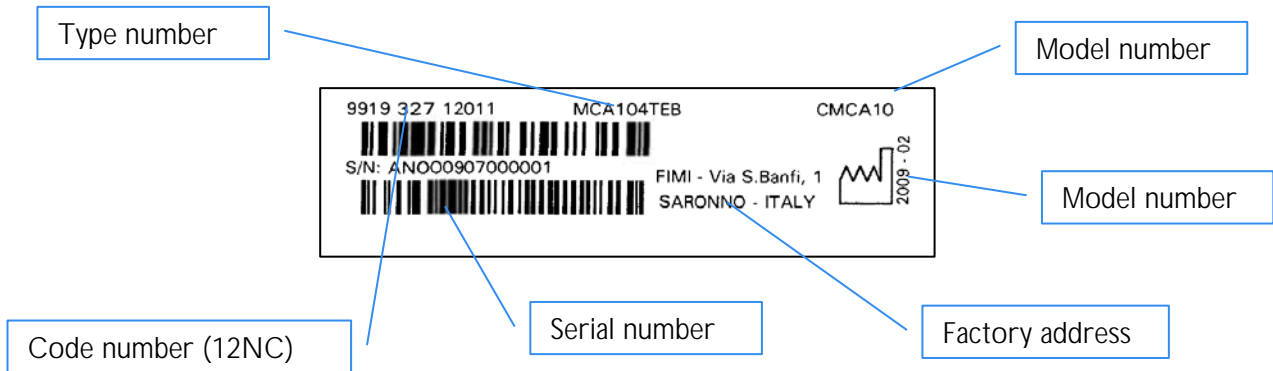 Type number
Model number
9919 327 12011 MCA104TEB CMCA10
S/N: ANO00907000001
FIMI - Via S.Banfi, 1
SARONNO - ITALY
2009 - 02
Model number
Code number (12NC)
Serial number
Factory address